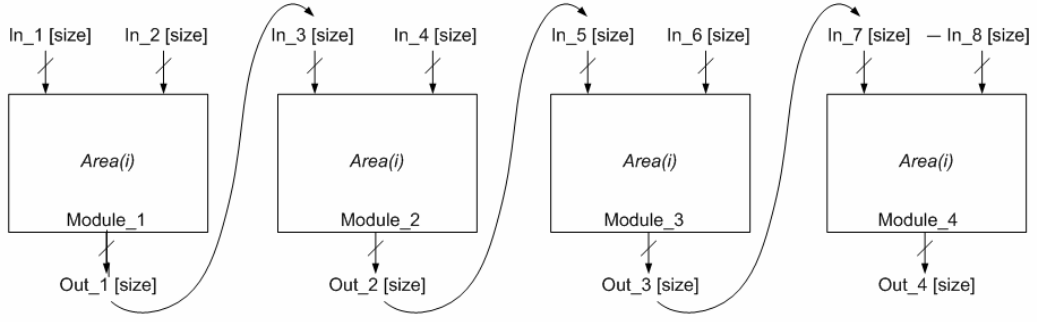 In_1 [size] In_2 [size] In_3 [size] In_4 [size] In_5 [size] In_6 [size] In_7 [size] — In_8 [size]
Area(i) Area(i) Area(i) Area(i)
Module_1 Module_2 Module_3 Module_4
Out_1 [size] Out_2 [size] Out_3 [size] Out_4 [size]